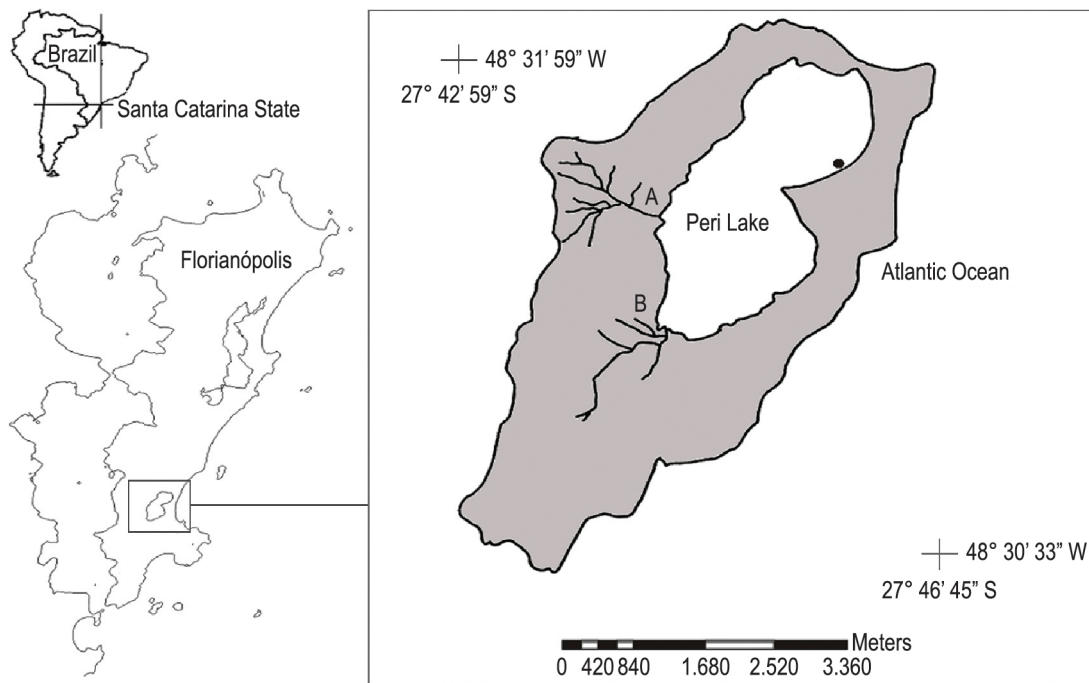 Brazil
Santa Catarina State
Florianópolis
48° 31’ 59” W
27° 42’ 59” S
A
Peri Lake
B
Atlantic Ocean
48° 30’ 33” W
27° 46’ 45” S
Meters
0 420 840 1.680 2.520 3.360